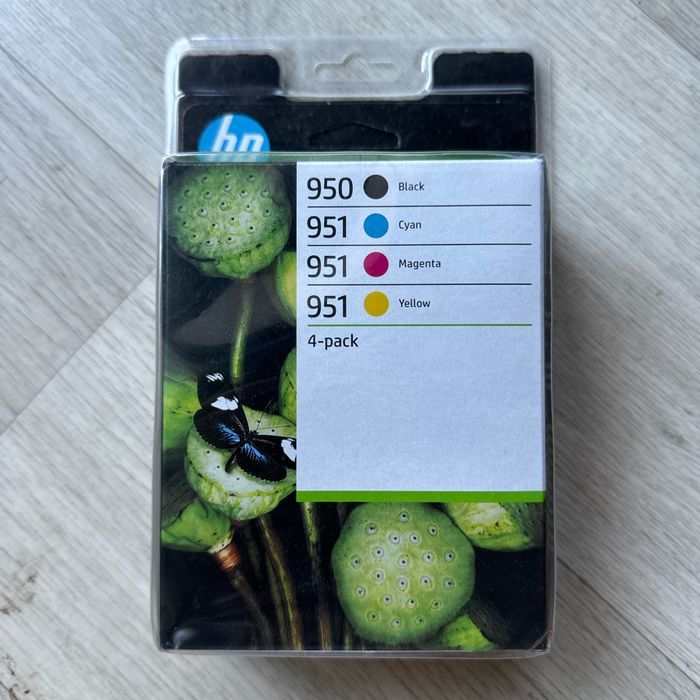 hp
950 Black
951 Cyan
951 Magenta
951 Yellow
4-pack